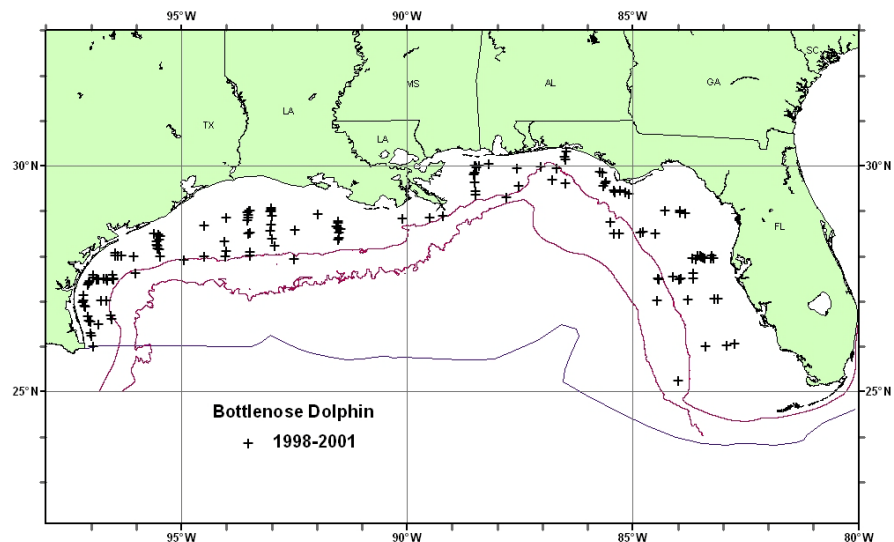 95°W 90°W 85°W
SC
MS AL GA
TX LA
LA
30°N 30°N
FL
25°N 25°N
Bottlenose Dolphin
+ 1998-2001
95°W 90°W 85°W 80°W